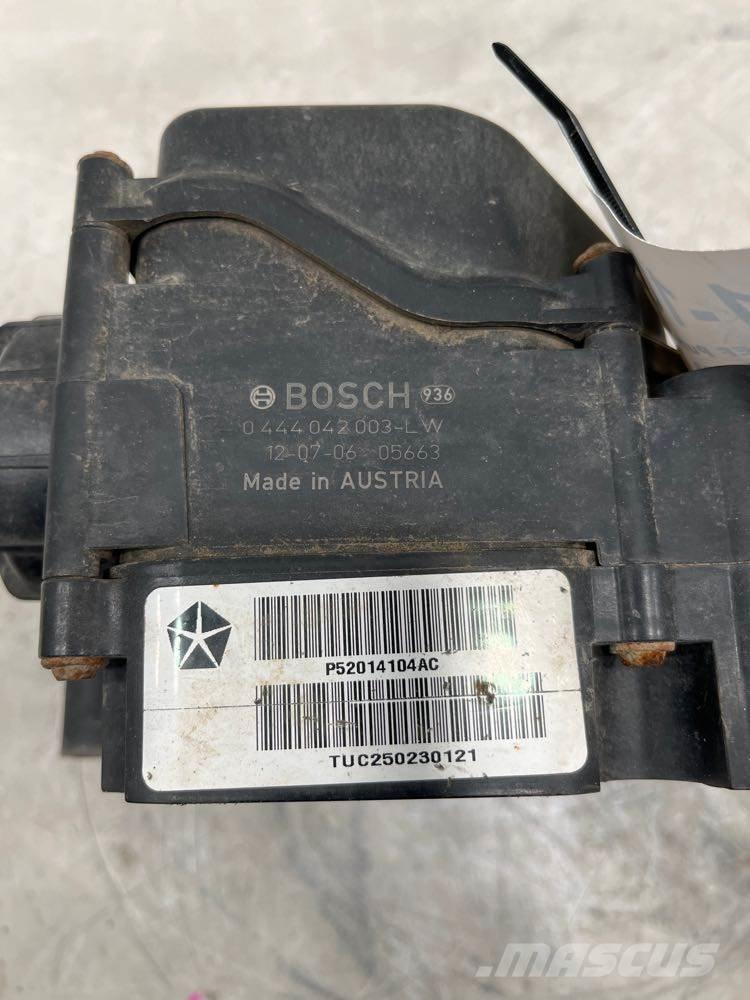 BOSCH 936
0 444 042 003-LW
12-07-06 05663
Made in AUSTRIA
P52014104AC
TUC250230121
MASCUS